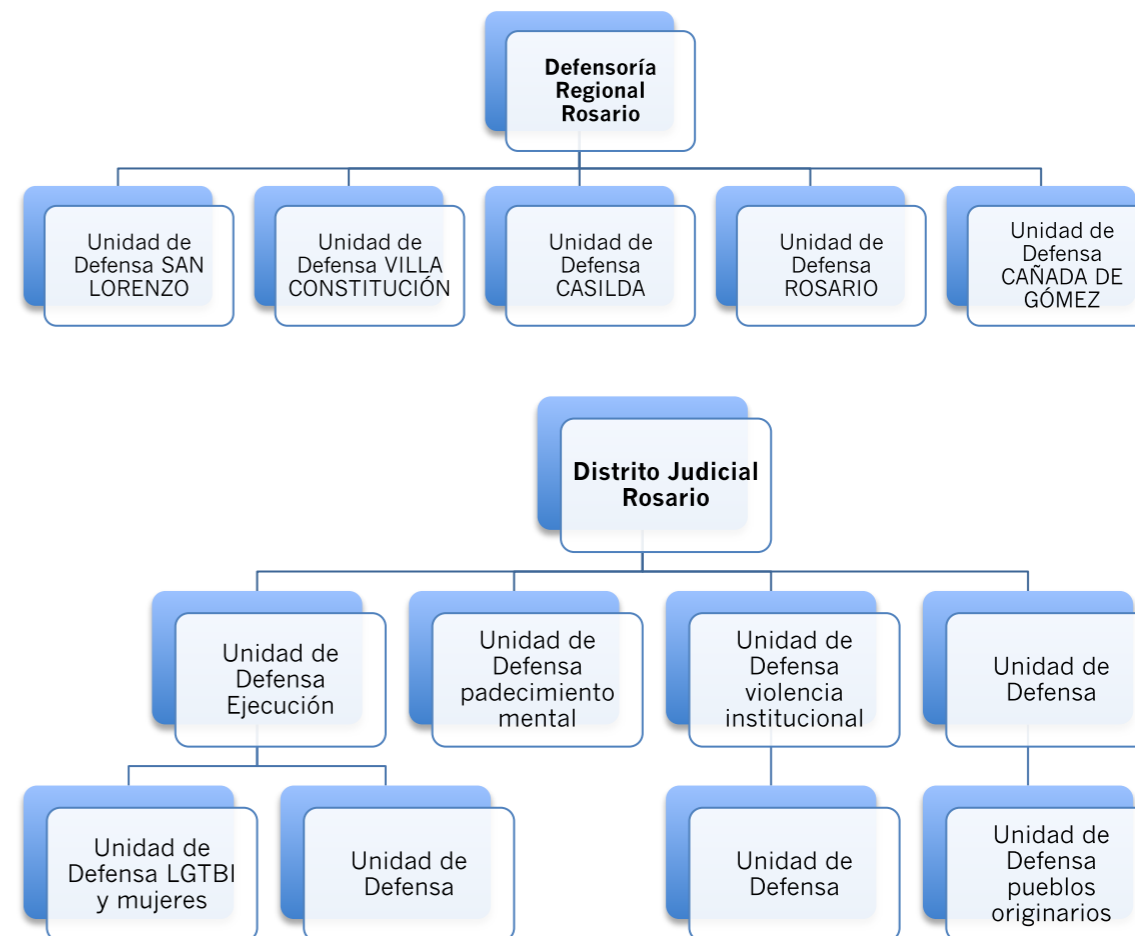 Defensoría
Regional
Rosario
Unidad de
Defensa SAN
LORENZO
Unidad de
Defensa VILLA
CONSTITUCIÓN
Unidad de
Defensa
CASILDA
Unidad de
Defensa
ROSARIO
Unidad de
Defensa
CAÑADA DE
GÓMEZ
Distrito Judicial
Rosario
Unidad de
Defensa
Ejecución
Unidad de
Defensa
padecimiento
mental
Unidad de
Defensa
violencia
institucional
Unidad de
Defensa
Unidad de
Defensa LGTBI
y mujeres
Unidad de
Defensa
Unidad de
Defensa
Unidad de
Defensa
pueblos
originarios